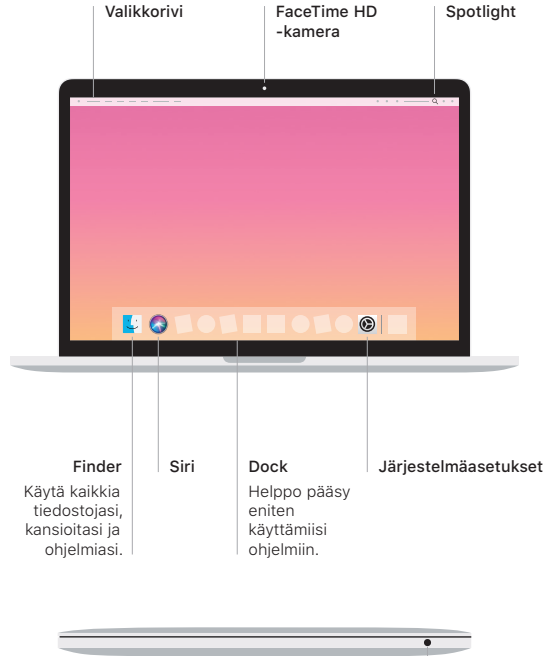 Valikkorivi
FaceTime HD
-kamera
Spotlight
Finder
Käytä kaikkia
tiedostojasi,
kansioitasi ja
ohjelmiasi.
Siri
Dock
Helppo pääsy
eniten
käyttämiisi
ohjelmiin.
Järjestelmäasetukset